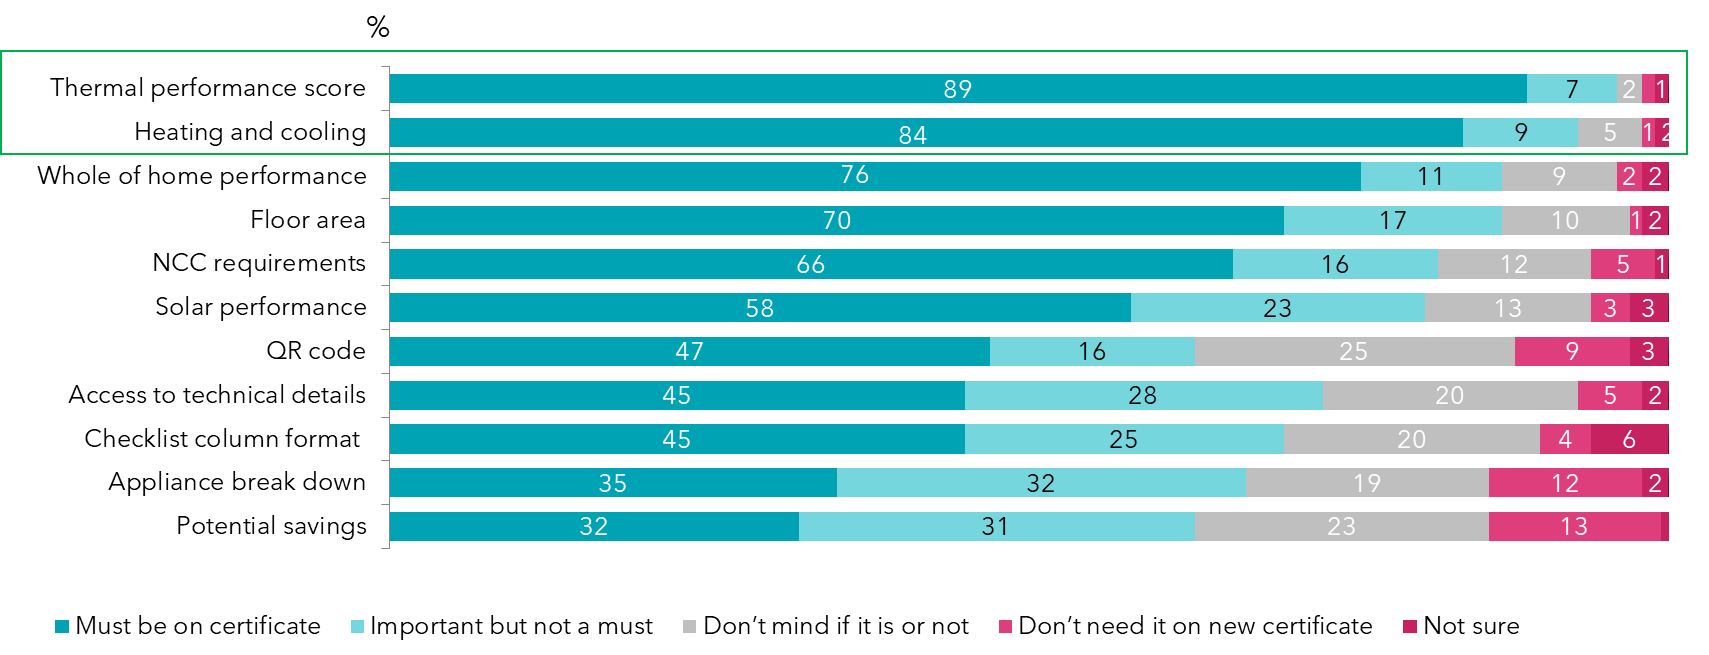 %
Thermal performance score 89 7 2 1
Heating and cooling 84 9 5 1 2
Whole of home performance 76 11 9 2 2
Floor area 70 17 10 1 2
NCC requirements 66 16 12 5 1
Solar performance 58 23 13 3 3
QR code 47 16 25 9 3
Access to technical details 45 28 20 5 2
Checklist column format 45 25 20 4 6
Appliance break down 35 32 19 12 2
Potential savings 32 31 23 13
Must be on certificate Important but not a must Don’t mind if it is or not Don’t need it on new certificate Not sure